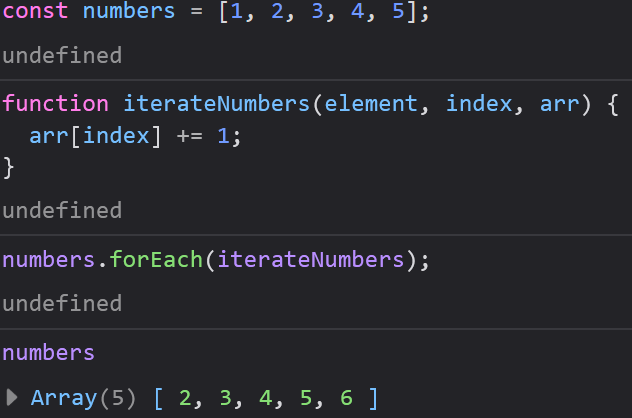 const numbers = [1, 2, 3, 4, 5];
undefined
function iterateNumbers(element, index, arr) {
  arr[index] += 1;
}
undefined
numbers.forEach(iterateNumbers);
undefined
numbers
Array(5) [ 2, 3, 4, 5, 6 ]